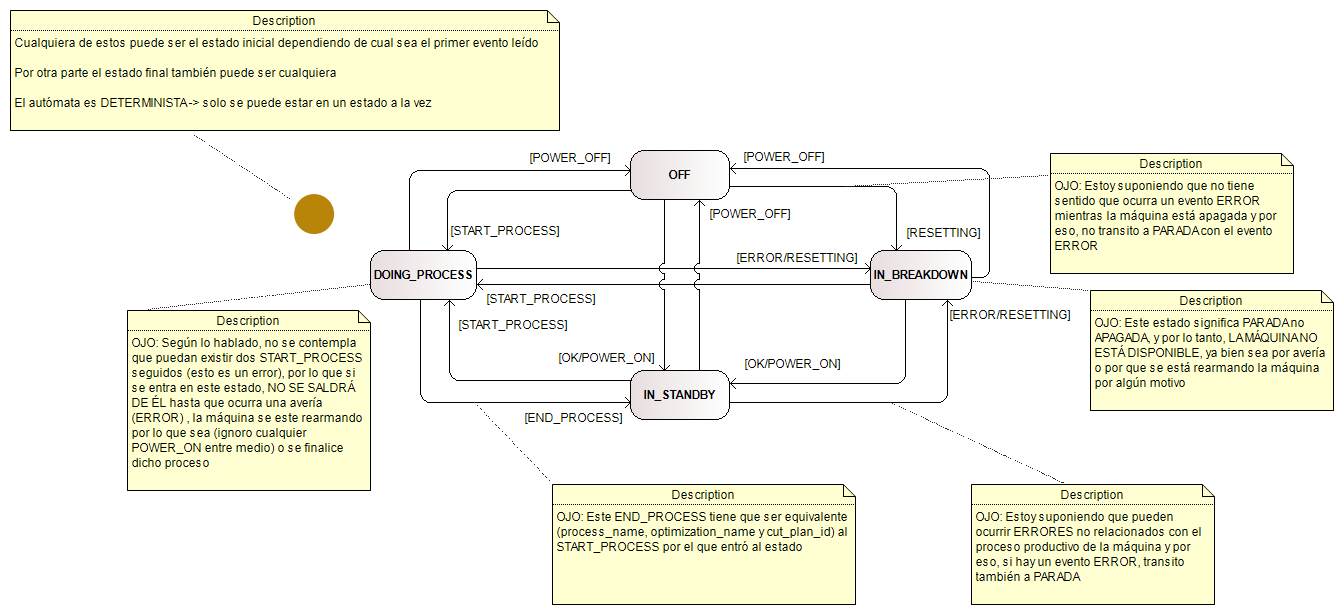 Description
Cualquiera de estos puede ser el estado inicial dependiendo de cual sea el primer evento leído
Por otra parte el estado final también puede ser cualquiera
El autómata es DETERMINISTA-> solo se puede estar en un estado a la vez
[POWER_OFF]
OFF
[POWER_OFF]
[POWER_OFF]
[START_PROCESS]
[RESETTING]
Description
OJO: Estoy suponiendo que no tiene
sentido que ocurra un evento ERROR
mientras la máquina está apagada y por
eso, no transito a PARADA con el evento
ERROR
DOING_PROCESS
[ERROR/RESETTING]
IN_BREAKDOWN
[START_PROCESS]
[START_PROCESS]
[ERROR/RESETTING]
[OK/POWER_ON]
[OK/POWER_ON]
IN_STANDBY
[END_PROCESS]
Description
OJO: Este estado significa PARADA no
APAGADA, y por lo tanto, LA MÁQUINA NO
ESTÁ DISPONIBLE, ya bien sea por avería
o por que se está rearmando la máquina
por algún motivo
Description
OJO: Según lo hablado, no se contempla
que puedan existir dos START_PROCESS
seguidos (esto es un error), por lo que si
se entra en este estado, NO SE SALDRÁ
DE ÉL hasta que ocurra una avería
(ERROR) , la máquina se este rearmando
por lo que sea (ignoro cualquier
POWER_ON entre medio) o se finalice
dicho proceso
Description
OJO: Este END_PROCESS tiene que ser equivalente
(process_name, optimization_name y cut_plan_id) al
START_PROCESS por el que entró al estado
Description
OJO: Estoy suponiendo que pueden
ocurrir ERRORES no relacionados con el
proceso productivo de la máquina y por
eso, si hay un evento ERROR, transito
también a PARADA